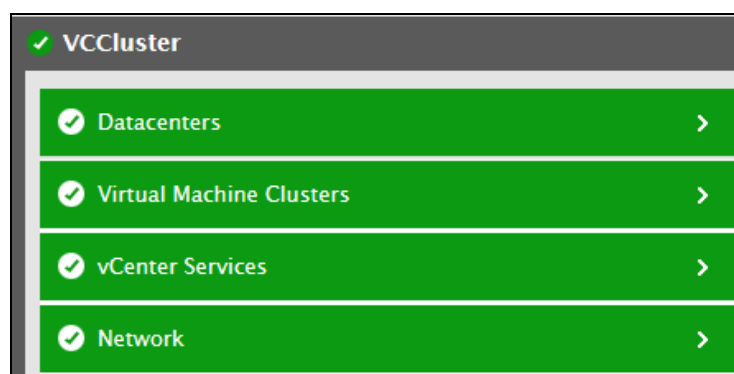 VCCluster
Datacenters
Virtual Machine Clusters
vCenter Services
Network